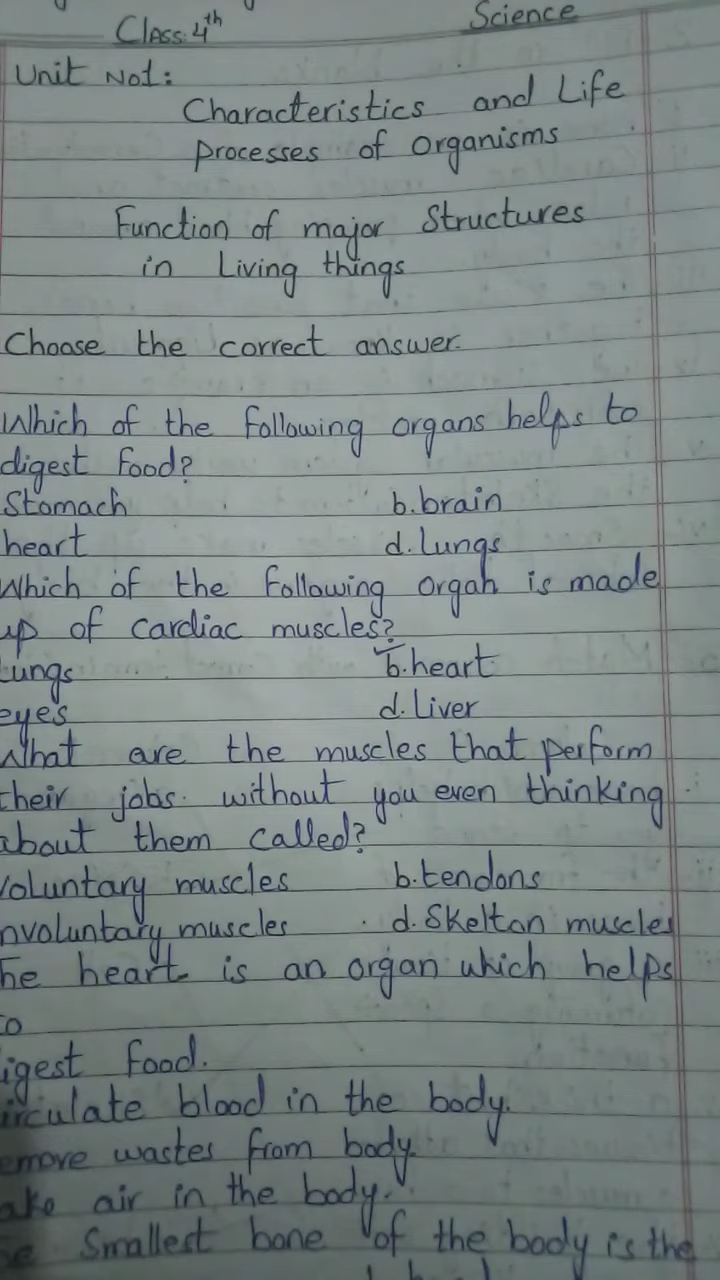 Class: 4th Science
Unit No1:
Characteristics and Life
Processes of Organisms
Function of major Structures
in Living things
Choose the correct answer.
Which of the following organs helps to
digest food?
Stomach b. brain
heart d. Lungs
Which of the following organ is made
up of cardiac muscles?
Lungs b. heart
eyes d. Liver
What are the muscles that perform
their jobs without you even thinking
about them called?
Voluntary muscles b. tendons
nvoluntary muscles d. Skelton muscles
he heart is an organ which helps
to
igest food.
irculate blood in the body.
emove wastes from body.
ake air in the body.
e Smallest bone of the body is the